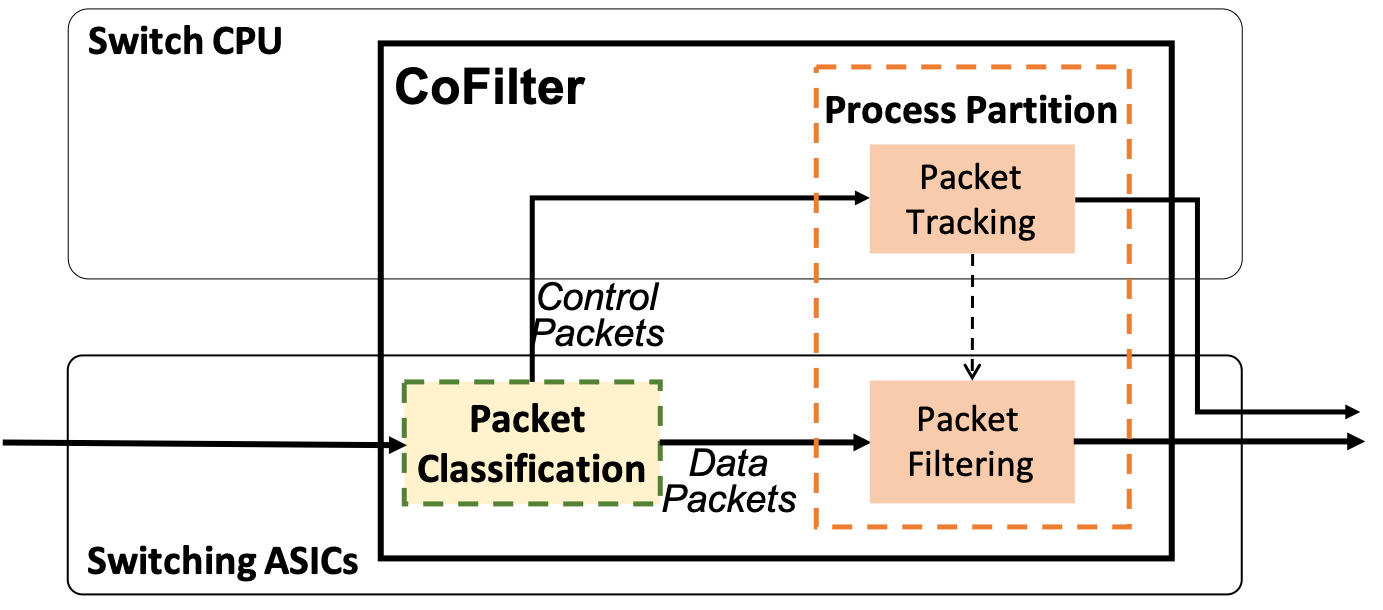 Switch CPU
CoFilter
Process Partition
Packet
Tracking
Control
Packets
Packet
Classification
Data
Packets
Packet
Filtering
Switching ASICs